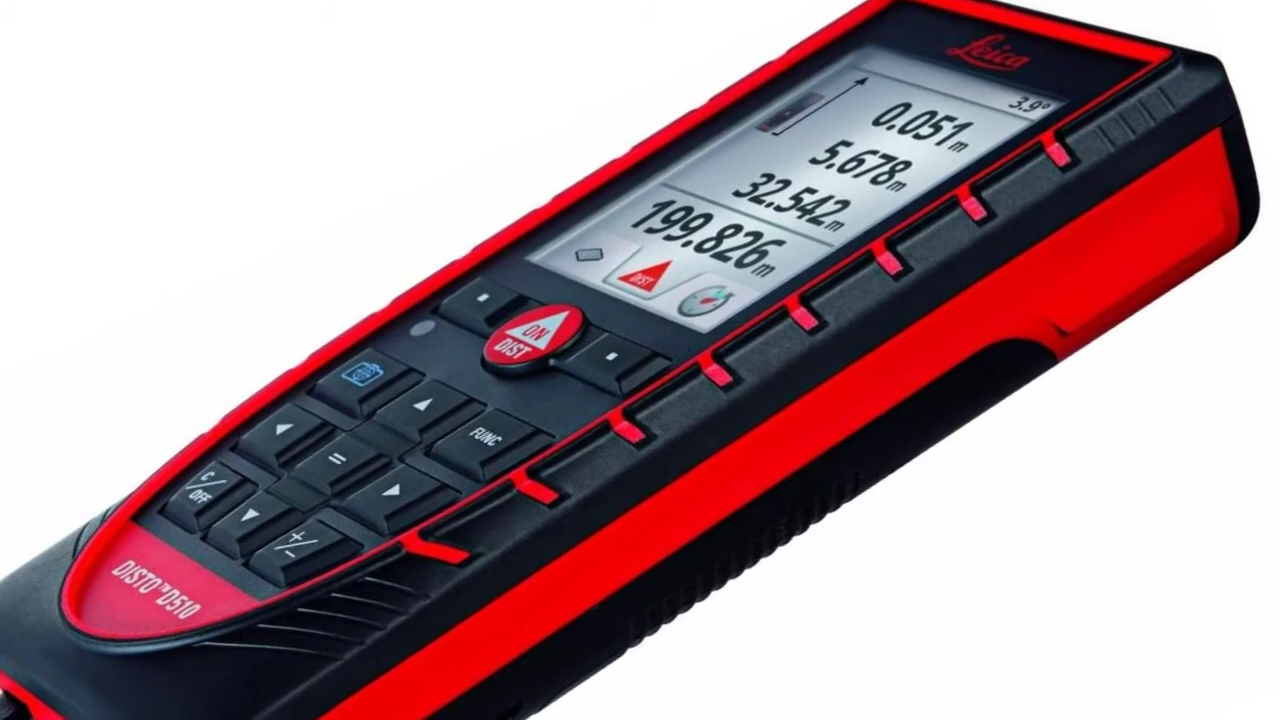 Leica
3.9°
0.051m
5.678m
32.542m
199.826m
DIST
ON
DIST
FUNC
=
C/OFF
+/-
DISTO™D510